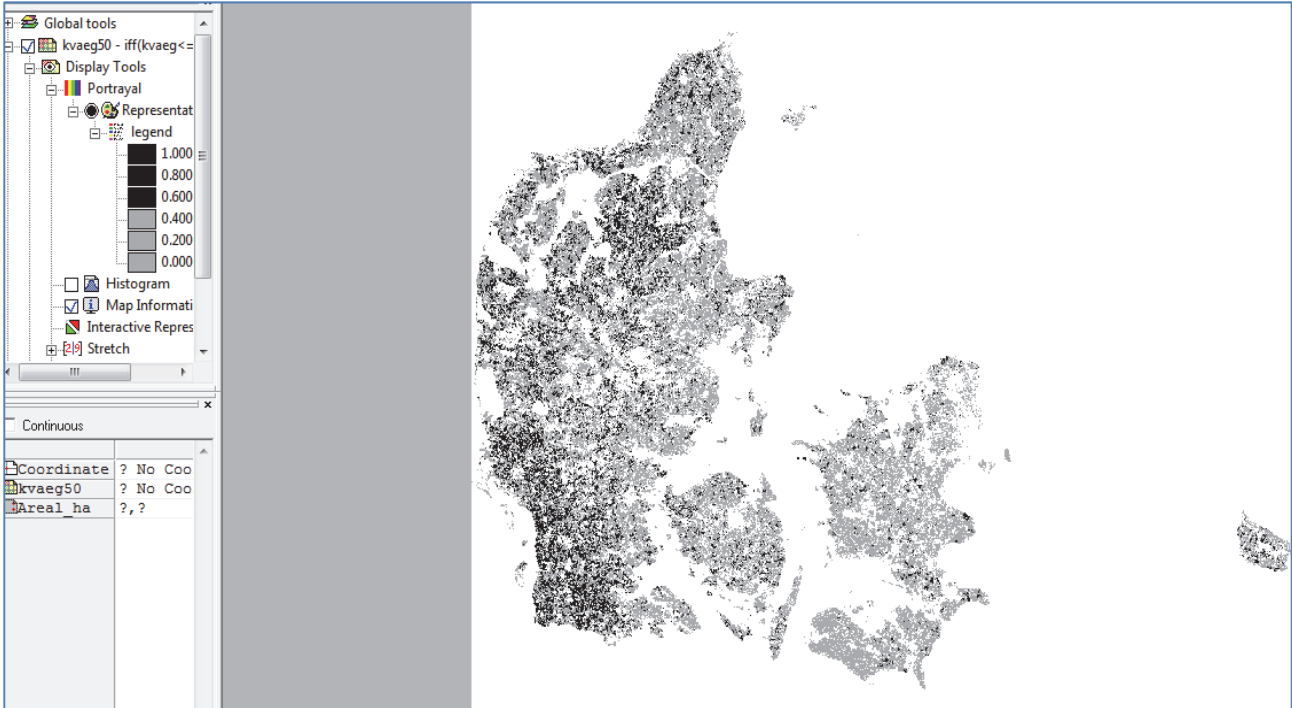 Global tools
kvaeg50 - iff(kvaeg<=
Display Tools
Portrayal
Representat
legend
1.000
0.800
0.600
0.400
0.200
0.000
Histogram
Map Informati
Interactive Repres
Stretch
x
Continuous
Coordinate ? No Coo
kvaeg50 ? No Coo
Areal_ha ?,?